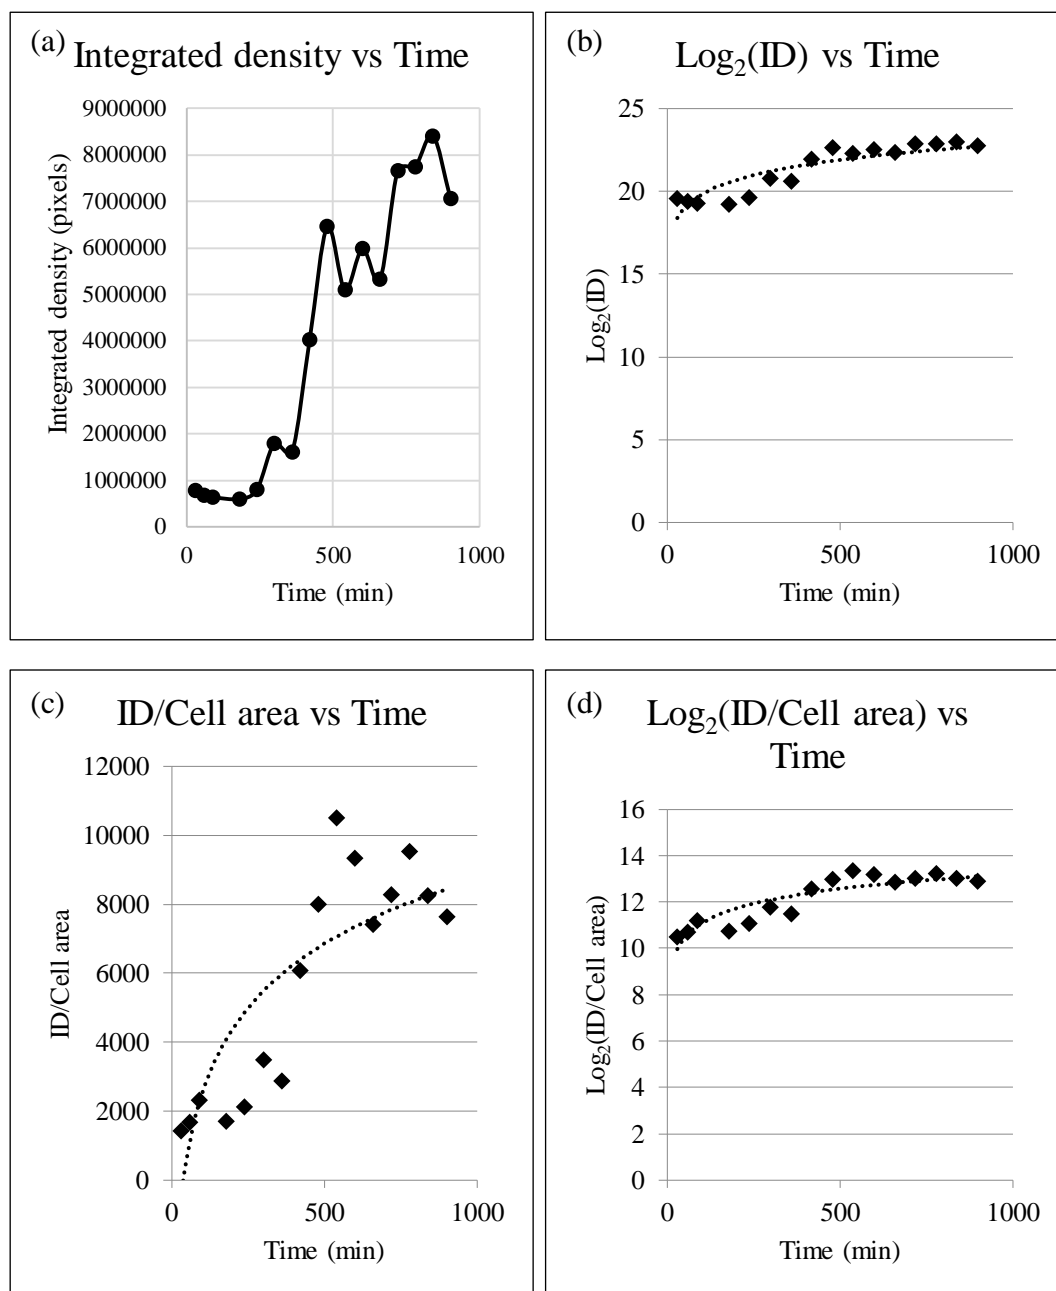 (a) Integrated density vs Time
9000000
8000000
7000000
6000000
5000000
4000000
3000000
2000000
1000000
0
Integrated density (pixels)
0 500 1000
Time (min)
(b) Log₂(ID) vs Time
25
20
15
10
5
0
Log₂(ID)
0 500 1000
Time (min)
(c) ID/Cell area vs Time
12000
10000
8000
6000
4000
2000
0
ID/Cell area
0 500 1000
Time (min)
(d) Log₂(ID/Cell area) vs
Time
16
14
12
10
8
6
4
2
0
Log₂(ID/Cell area)
0 500 1000
Time (min)